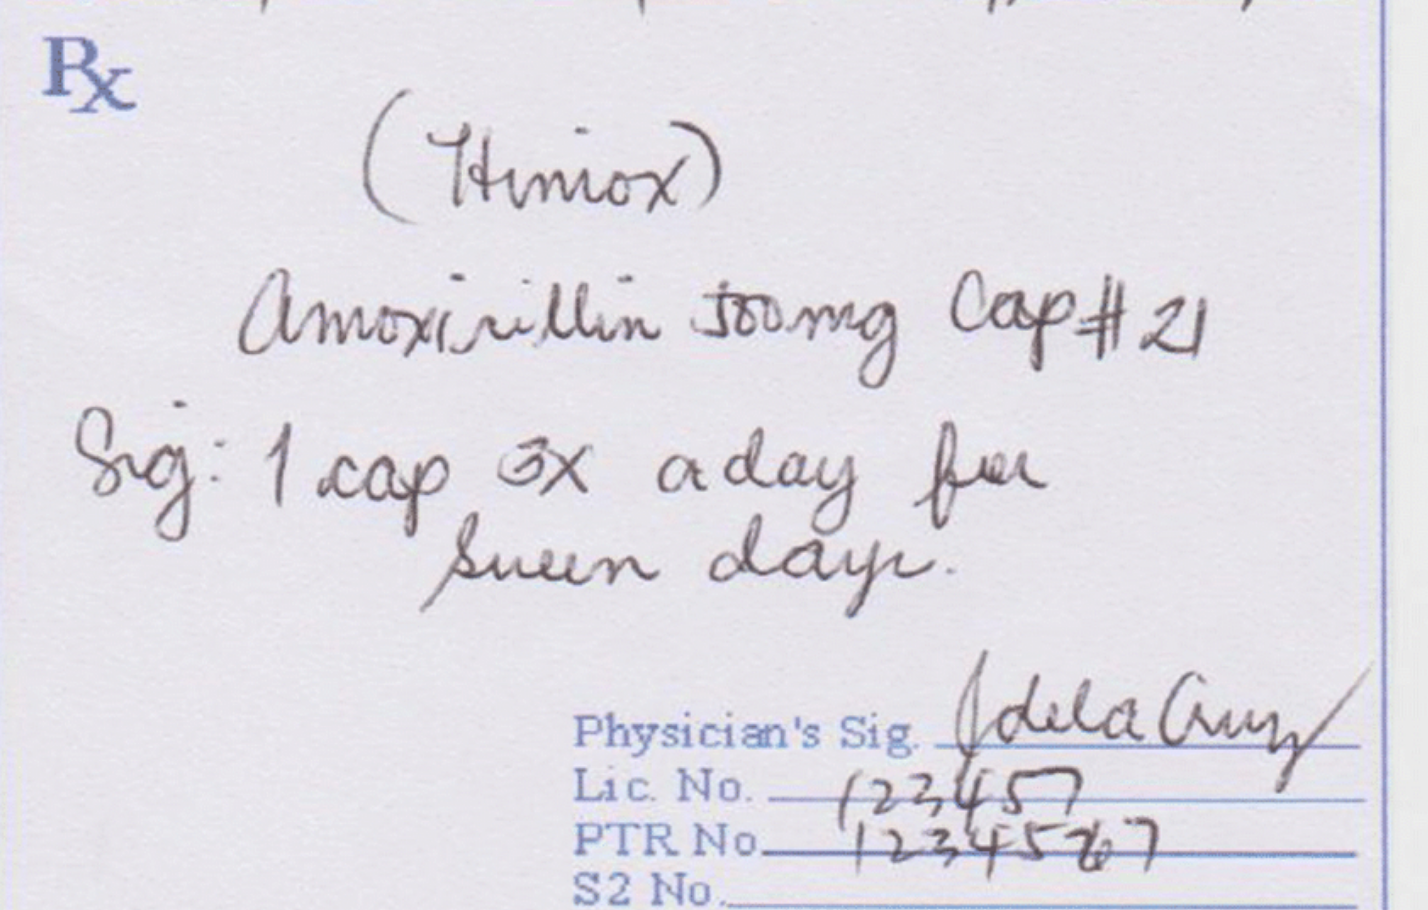 Rx
(Himox)
Amoxicillin 500mg Cap # 21
Sig: 1 cap 3x a day for
seven days.
Physician's Sig. Jdela Cruz
Lic. No. 123457
PTR No. 1234567
S2 No.